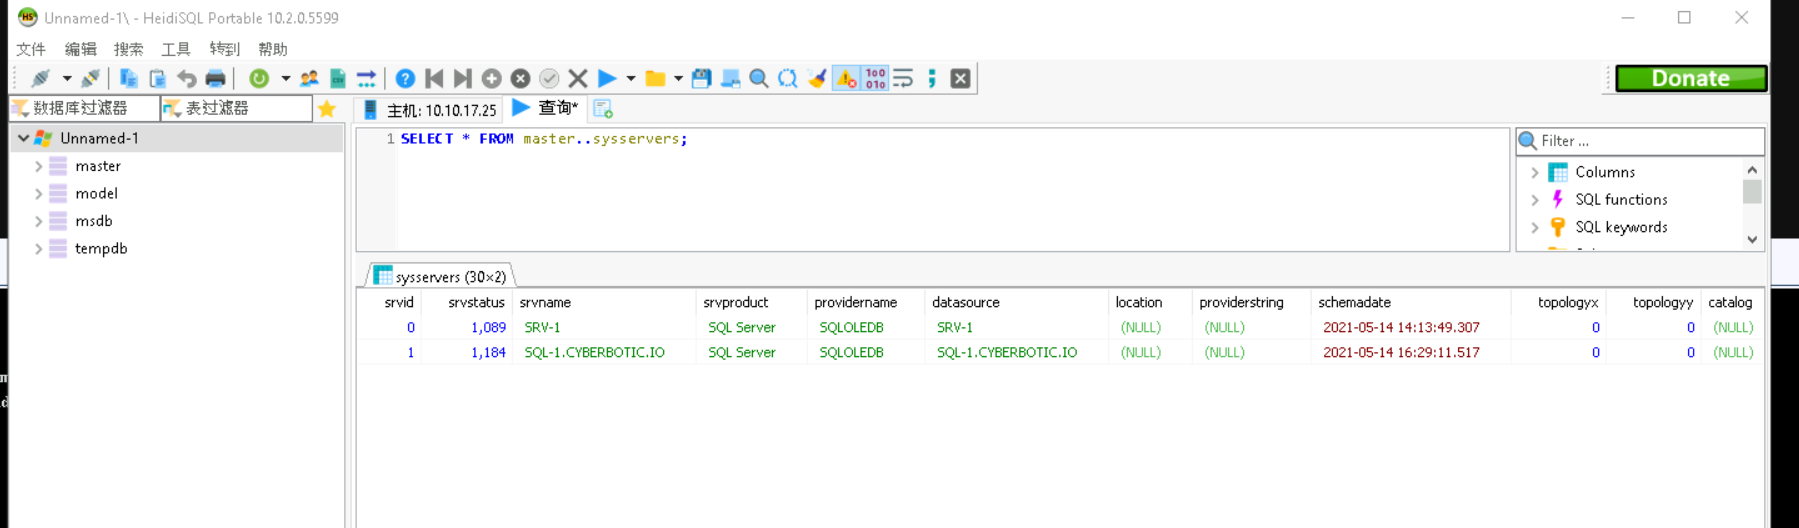 Unnamed-1\ - HeidiSQL Portable 10.2.0.5599
文件 编辑 搜索 工具 转到 帮助
Donate
数据库过滤器 表过滤器 主机: 10.10.17.25 查询*
Unnamed-1
master
model
msdb
tempdb
1 SELECT * FROM master..sysservers;
Filter ...
Columns
SQL functions
SQL keywords
sysservers (30×2)
srvid srvstatus srvname srvproduct providername datasource location providerstring schemadate topologyx topologyy catalog
0 1,089 SRV-1 SQL Server SQLOLEDB SRV-1 (NULL) (NULL) 2021-05-14 14:13:49.307 0 0 (NULL)
1 1,184 SQL-1.CYBERBOTIC.IO SQL Server SQLOLEDB SQL-1.CYBERBOTIC.IO (NULL) (NULL) 2021-05-14 16:29:11.517 0 0 (NULL)